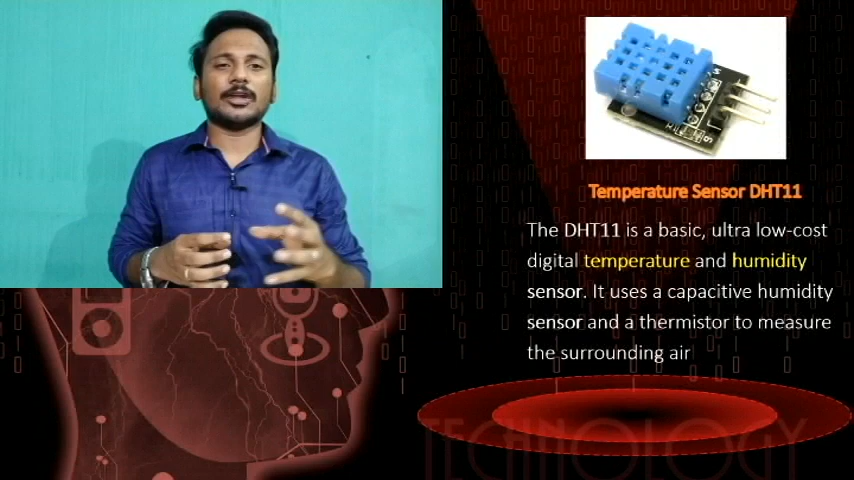 Temperature Sensor DHT11
The DHT11 is a basic, ultra low-cost
digital temperature and humidity
sensor. It uses a capacitive humidity
sensor and a thermistor to measure
the surrounding air
TECHNOLOGY